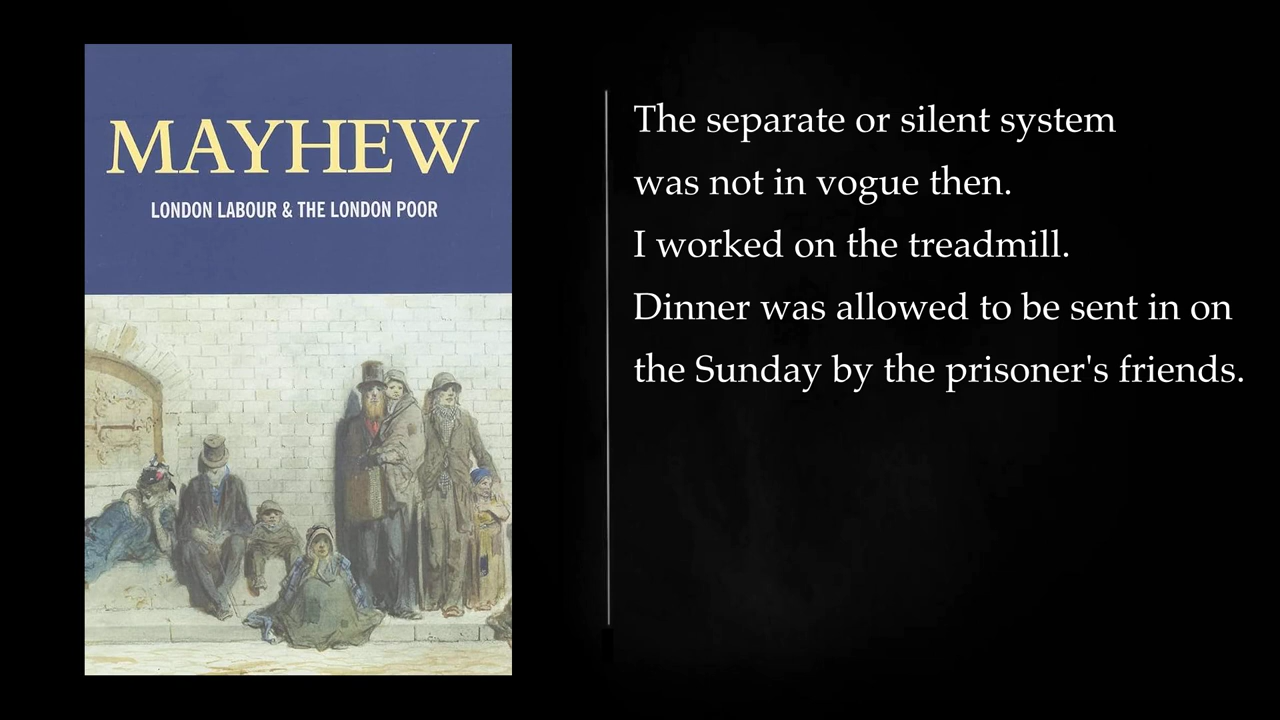 MAYHEW
LONDON LABOUR & THE LONDON POOR
The separate or silent system
was not in vogue then.
I worked on the treadmill.
Dinner was allowed to be sent in on
the Sunday by the prisoner's friends.